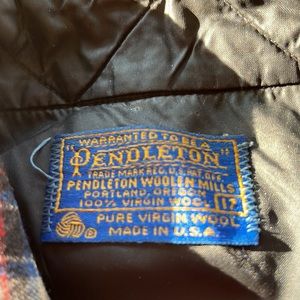 "WARRANTED TO BE A
PENDLETON"
TRADE MARK REG. U.S. PAT. OFF.
PENDLETON WOOLEN MILLS
PORTLAND, OREGON
100% VIRGIN WOOL 17
PURE VIRGIN WOOL
MADE IN U.S.A.